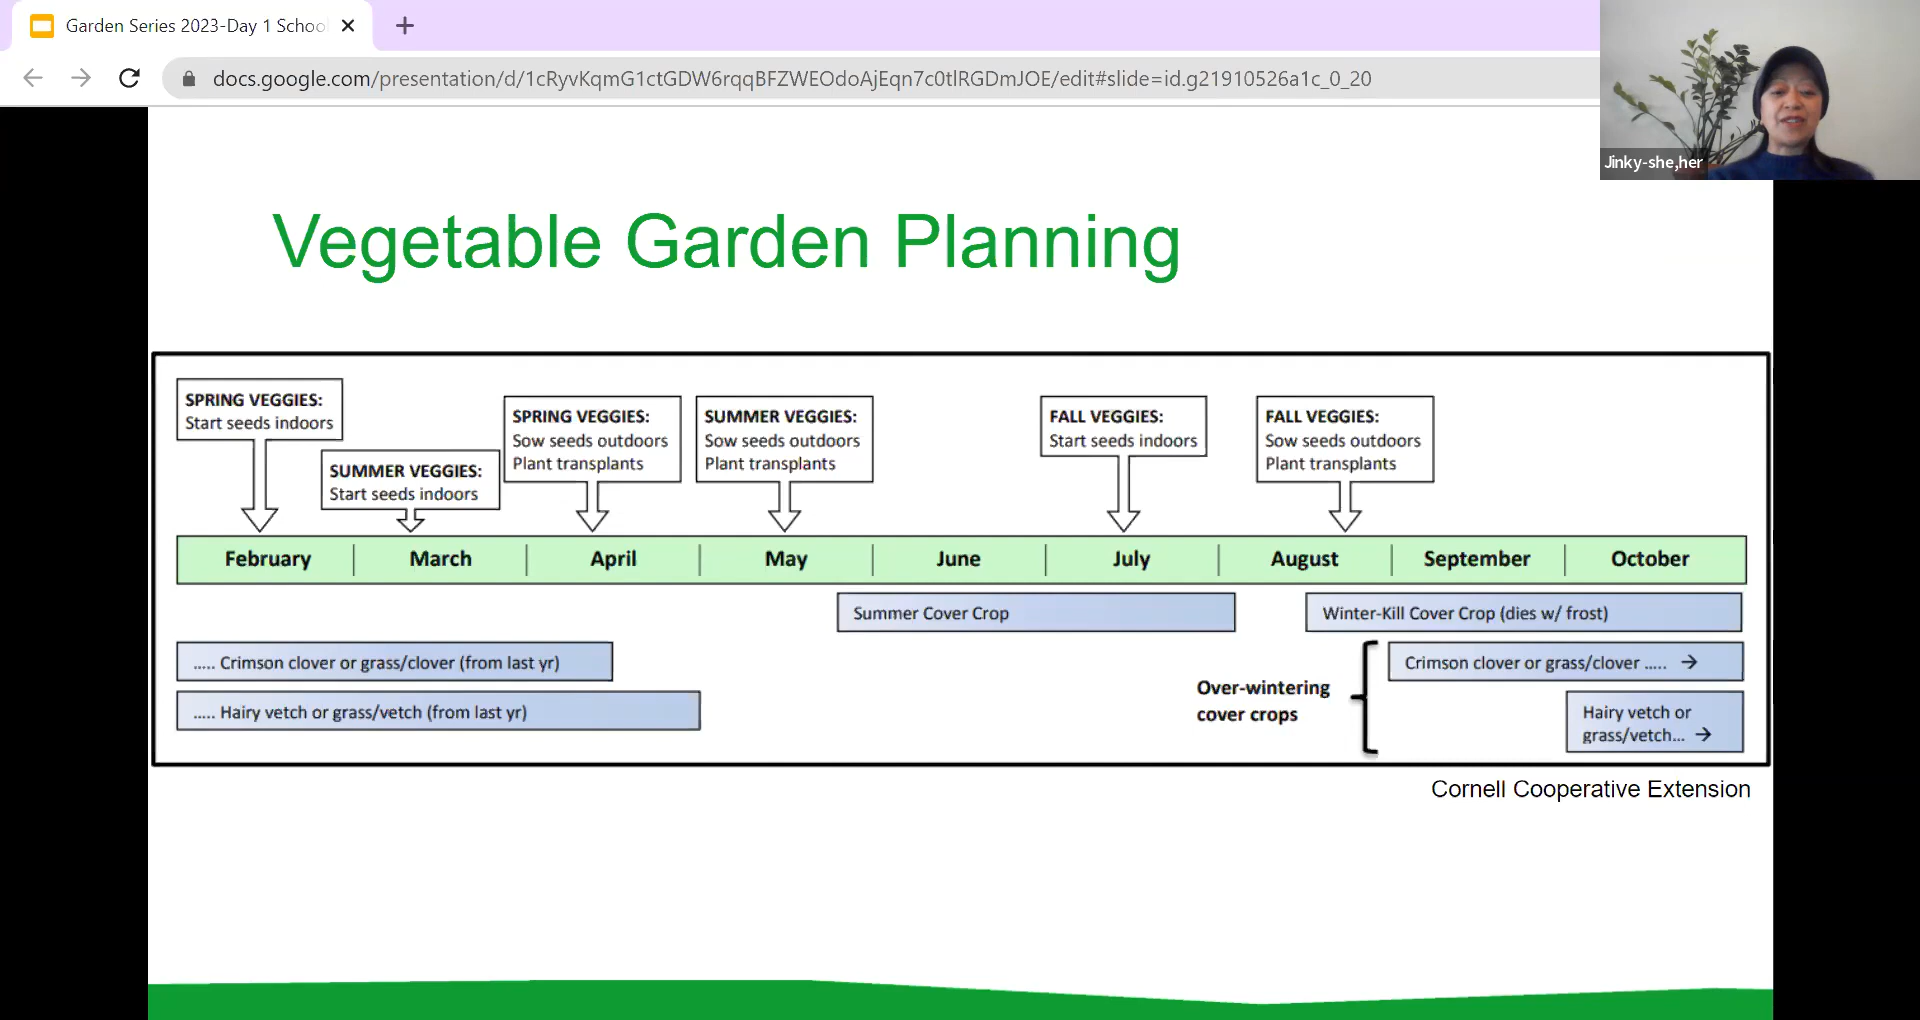 Garden Series 2023-Day 1 Schoo
docs.google.com/presentation/d/1cRyvKqmG1ctGDW6rqqBFZWEOdoAjEqn7c0tlRGDmJOE/edit#slide=id.g21910526a1c_0_20
Jinky-she,her
Vegetable Garden Planning
SPRING VEGGIES:
Start seeds indoors
SUMMER VEGGIES:
Start seeds indoors
SPRING VEGGIES:
Sow seeds outdoors
Plant transplants
SUMMER VEGGIES:
Sow seeds outdoors
Plant transplants
FALL VEGGIES:
Start seeds indoors
FALL VEGGIES:
Sow seeds outdoors
Plant transplants
February March April May June July August September October
Summer Cover Crop
Winter-Kill Cover Crop (dies w/ frost)
..... Crimson clover or grass/clover (from last yr)
..... Hairy vetch or grass/vetch (from last yr)
Over-wintering
cover crops
Crimson clover or grass/clover ..... →
Hairy vetch or
grass/vetch... →
Cornell Cooperative Extension